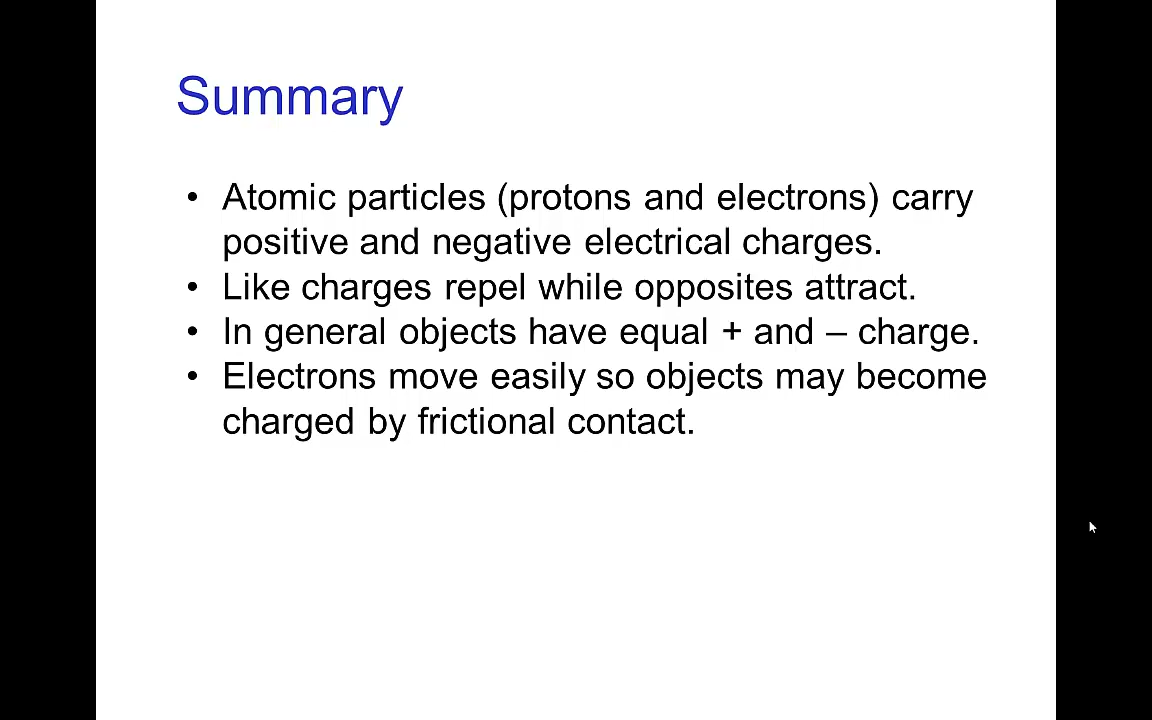 Summary
• Atomic particles (protons and electrons) carry
positive and negative electrical charges.
• Like charges repel while opposites attract.
• In general objects have equal + and – charge.
• Electrons move easily so objects may become
charged by frictional contact.